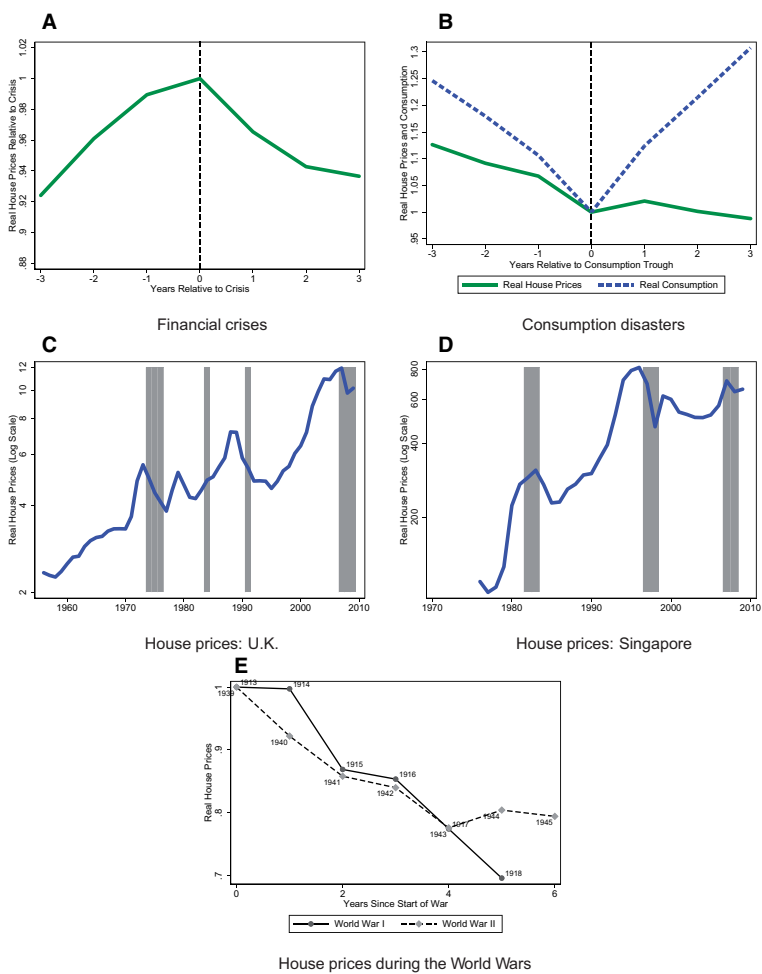 A
Real House Prices Relative to Crisis
1.02
1
.98
.96
.94
.92
.9
.88
-3 -2 -1 0 1 2 3
Years Relative to Crisis
Financial crises
B
Real House Prices and Consumption
1.3
1.25
1.2
1.15
1.1
1.05
1
.95
-3 -2 -1 0 1 2 3
Years Relative to Consumption Trough
Real House Prices Real Consumption
Consumption disasters
C
Real House Prices (Log Scale)
12
10
8
6
4
2
1960 1970 1980 1990 2000 2010
House prices: U.K.
D
Real House Prices (Log Scale)
800
600
400
200
1970 1980 1990 2000 2010
House prices: Singapore
E
Real House Prices
1
.9
.8
.7
1913
1939
1914
1940
1915
1941
1916
1942
1917
1943
1944
1918
1945
0 2 4 6
Years Since Start of War
World War I World War II
House prices during the World Wars